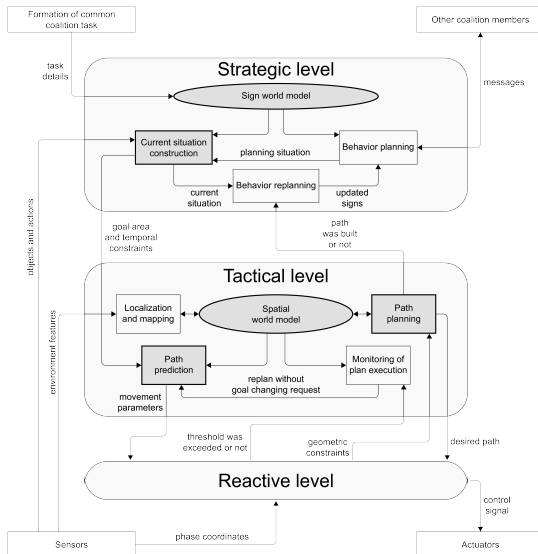 Formation of common
coalition task
Other coalition members
task
details
messages
Strategic level
Sign world model
Current situation
construction
planning situation
Behavior planning
current
situation
Behavior replanning
updated
signs
objects and actions
goal area
and temporal
constraints
path
was built
or not
Tactical level
Localization
and mapping
Spatial
world model
Path
planning
environment features
Path
prediction
replan without
goal changing request
Monitoring of
plan execution
movement
parameters
threshold was
exceeded or not
geometric
constraints
desired path
Reactive level
control
signal
phase coordinates
Sensors
Actuators